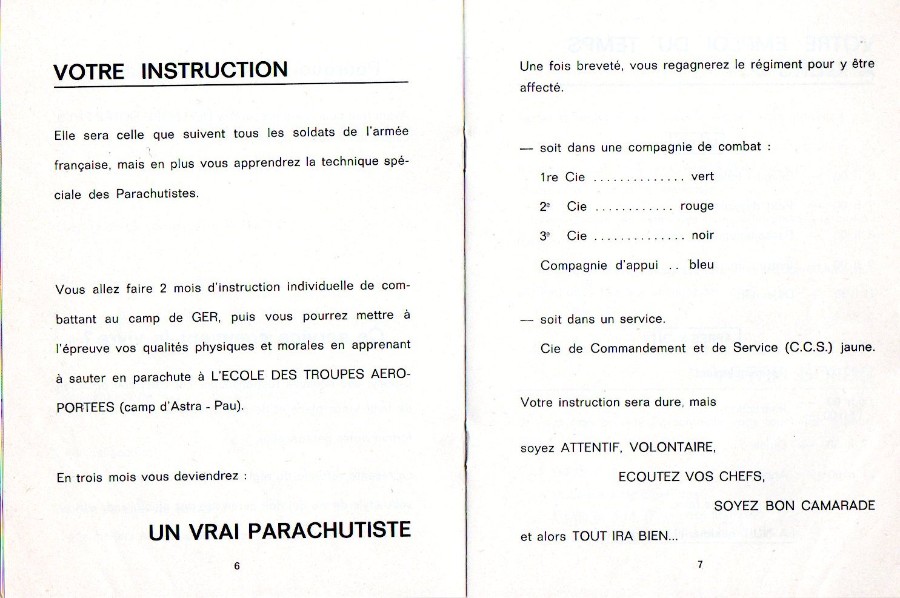 VOTRE INSTRUCTION
Elle sera celle que suivent tous les soldats de l'armée
française, mais en plus vous apprendrez la technique spé-
ciale des Parachutistes.
Vous allez faire 2 mois d'instruction individuelle de com-
battant au camp de GER, puis vous pourrez mettre à
l'épreuve vos qualités physiques et morales en apprenant
à sauter en parachute à L'ECOLE DES TROUPES AERO-
PORTEES (camp d'Astra - Pau).
En trois mois vous deviendrez :
UN VRAI PARACHUTISTE
6
Une fois breveté, vous regagnerez le régiment pour y être
affecté.
— soit dans une compagnie de combat :
1re Cie .............. vert
2e Cie ............ rouge
3e Cie .............. noir
Compagnie d'appui .. bleu
— soit dans un service.
Cie de Commandement et de Service (C.C.S.) jaune.
Votre instruction sera dure, mais
soyez ATTENTIF, VOLONTAIRE,
ECOUTEZ VOS CHEFS,
SOYEZ BON CAMARADE
et alors TOUT IRA BIEN...
7